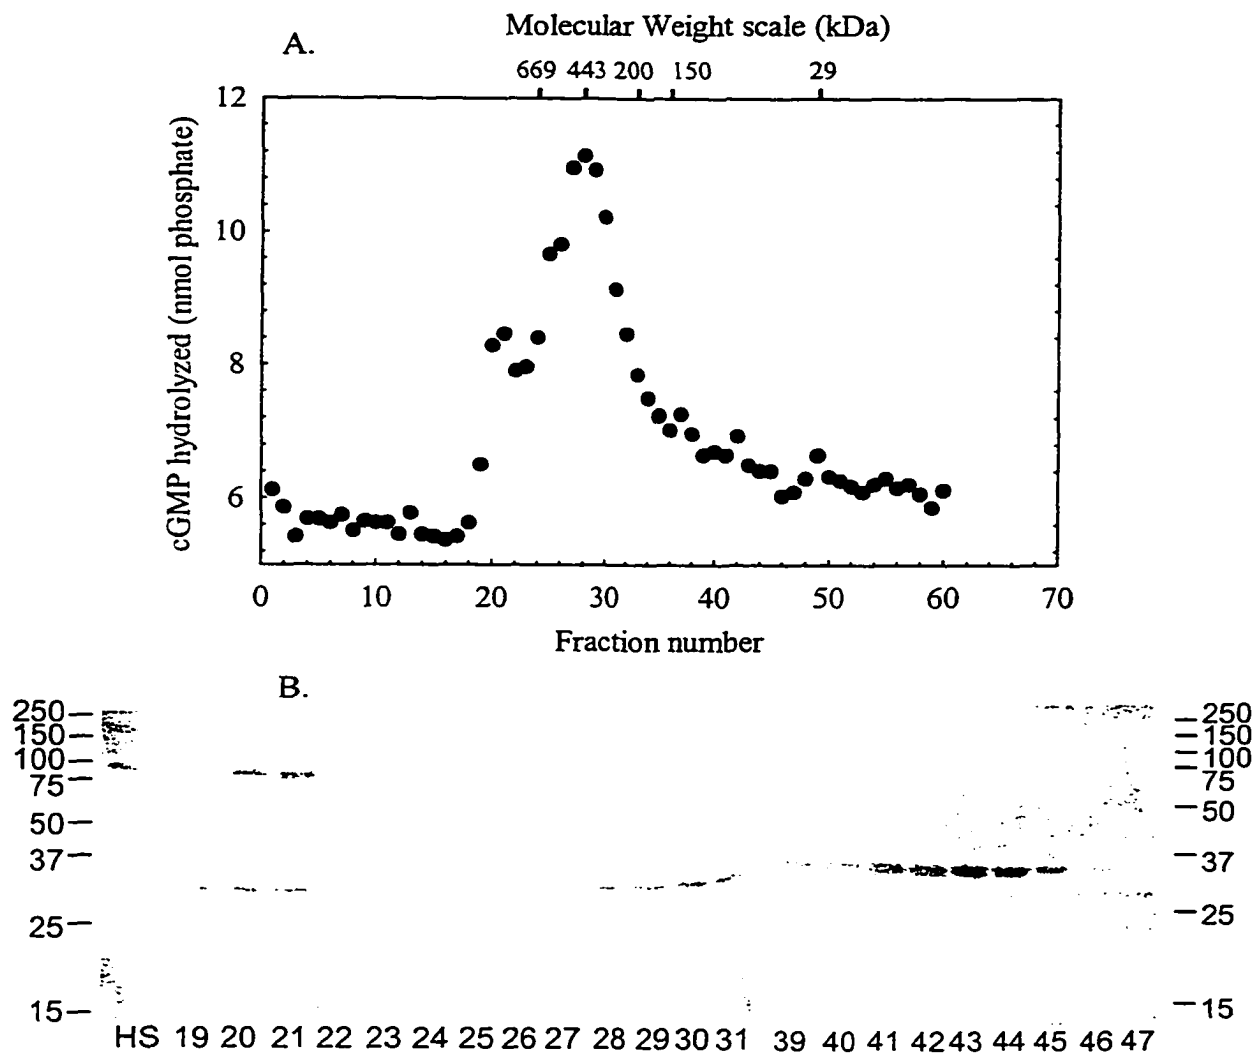 Molecular Weight scale (kDa)
A.
669 443 200 150 29
12
10
8
6
cGMP hydrolyzed (nmol phosphate)
0 10 20 30 40 50 60 70
Fraction number
B.
250 250
150 150
100 100
75 75
50 50
37 37
25 25
15 15
HS 19 20 21 22 23 24 25 26 27 28 29 30 31 39 40 41 42 43 44 45 46 47